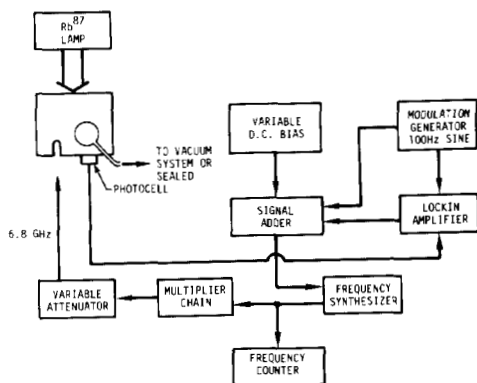 Rb87
LAMP
TO VACUUM
SYSTEM OR
SEALED
PHOTOCELL
6.8 GHz
VARIABLE
D.C. BIAS
MODULATION
GENERATOR
100Hz SINE
SIGNAL
ADDER
LOCKIN
AMPLIFIER
VARIABLE
ATTENUATOR
MULTIPLIER
CHAIN
FREQUENCY
SYNTHESIZER
FREQUENCY
COUNTER